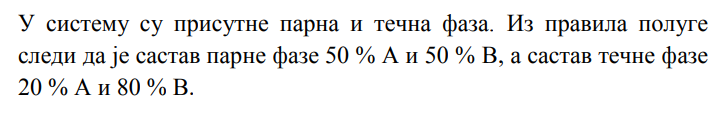 У систему су присутне парна и течна фаза. Из правила полуге
следи да је састав парне фазе 50 % А и 50 % В, а састав течне фазе
20 % А и 80 % В.